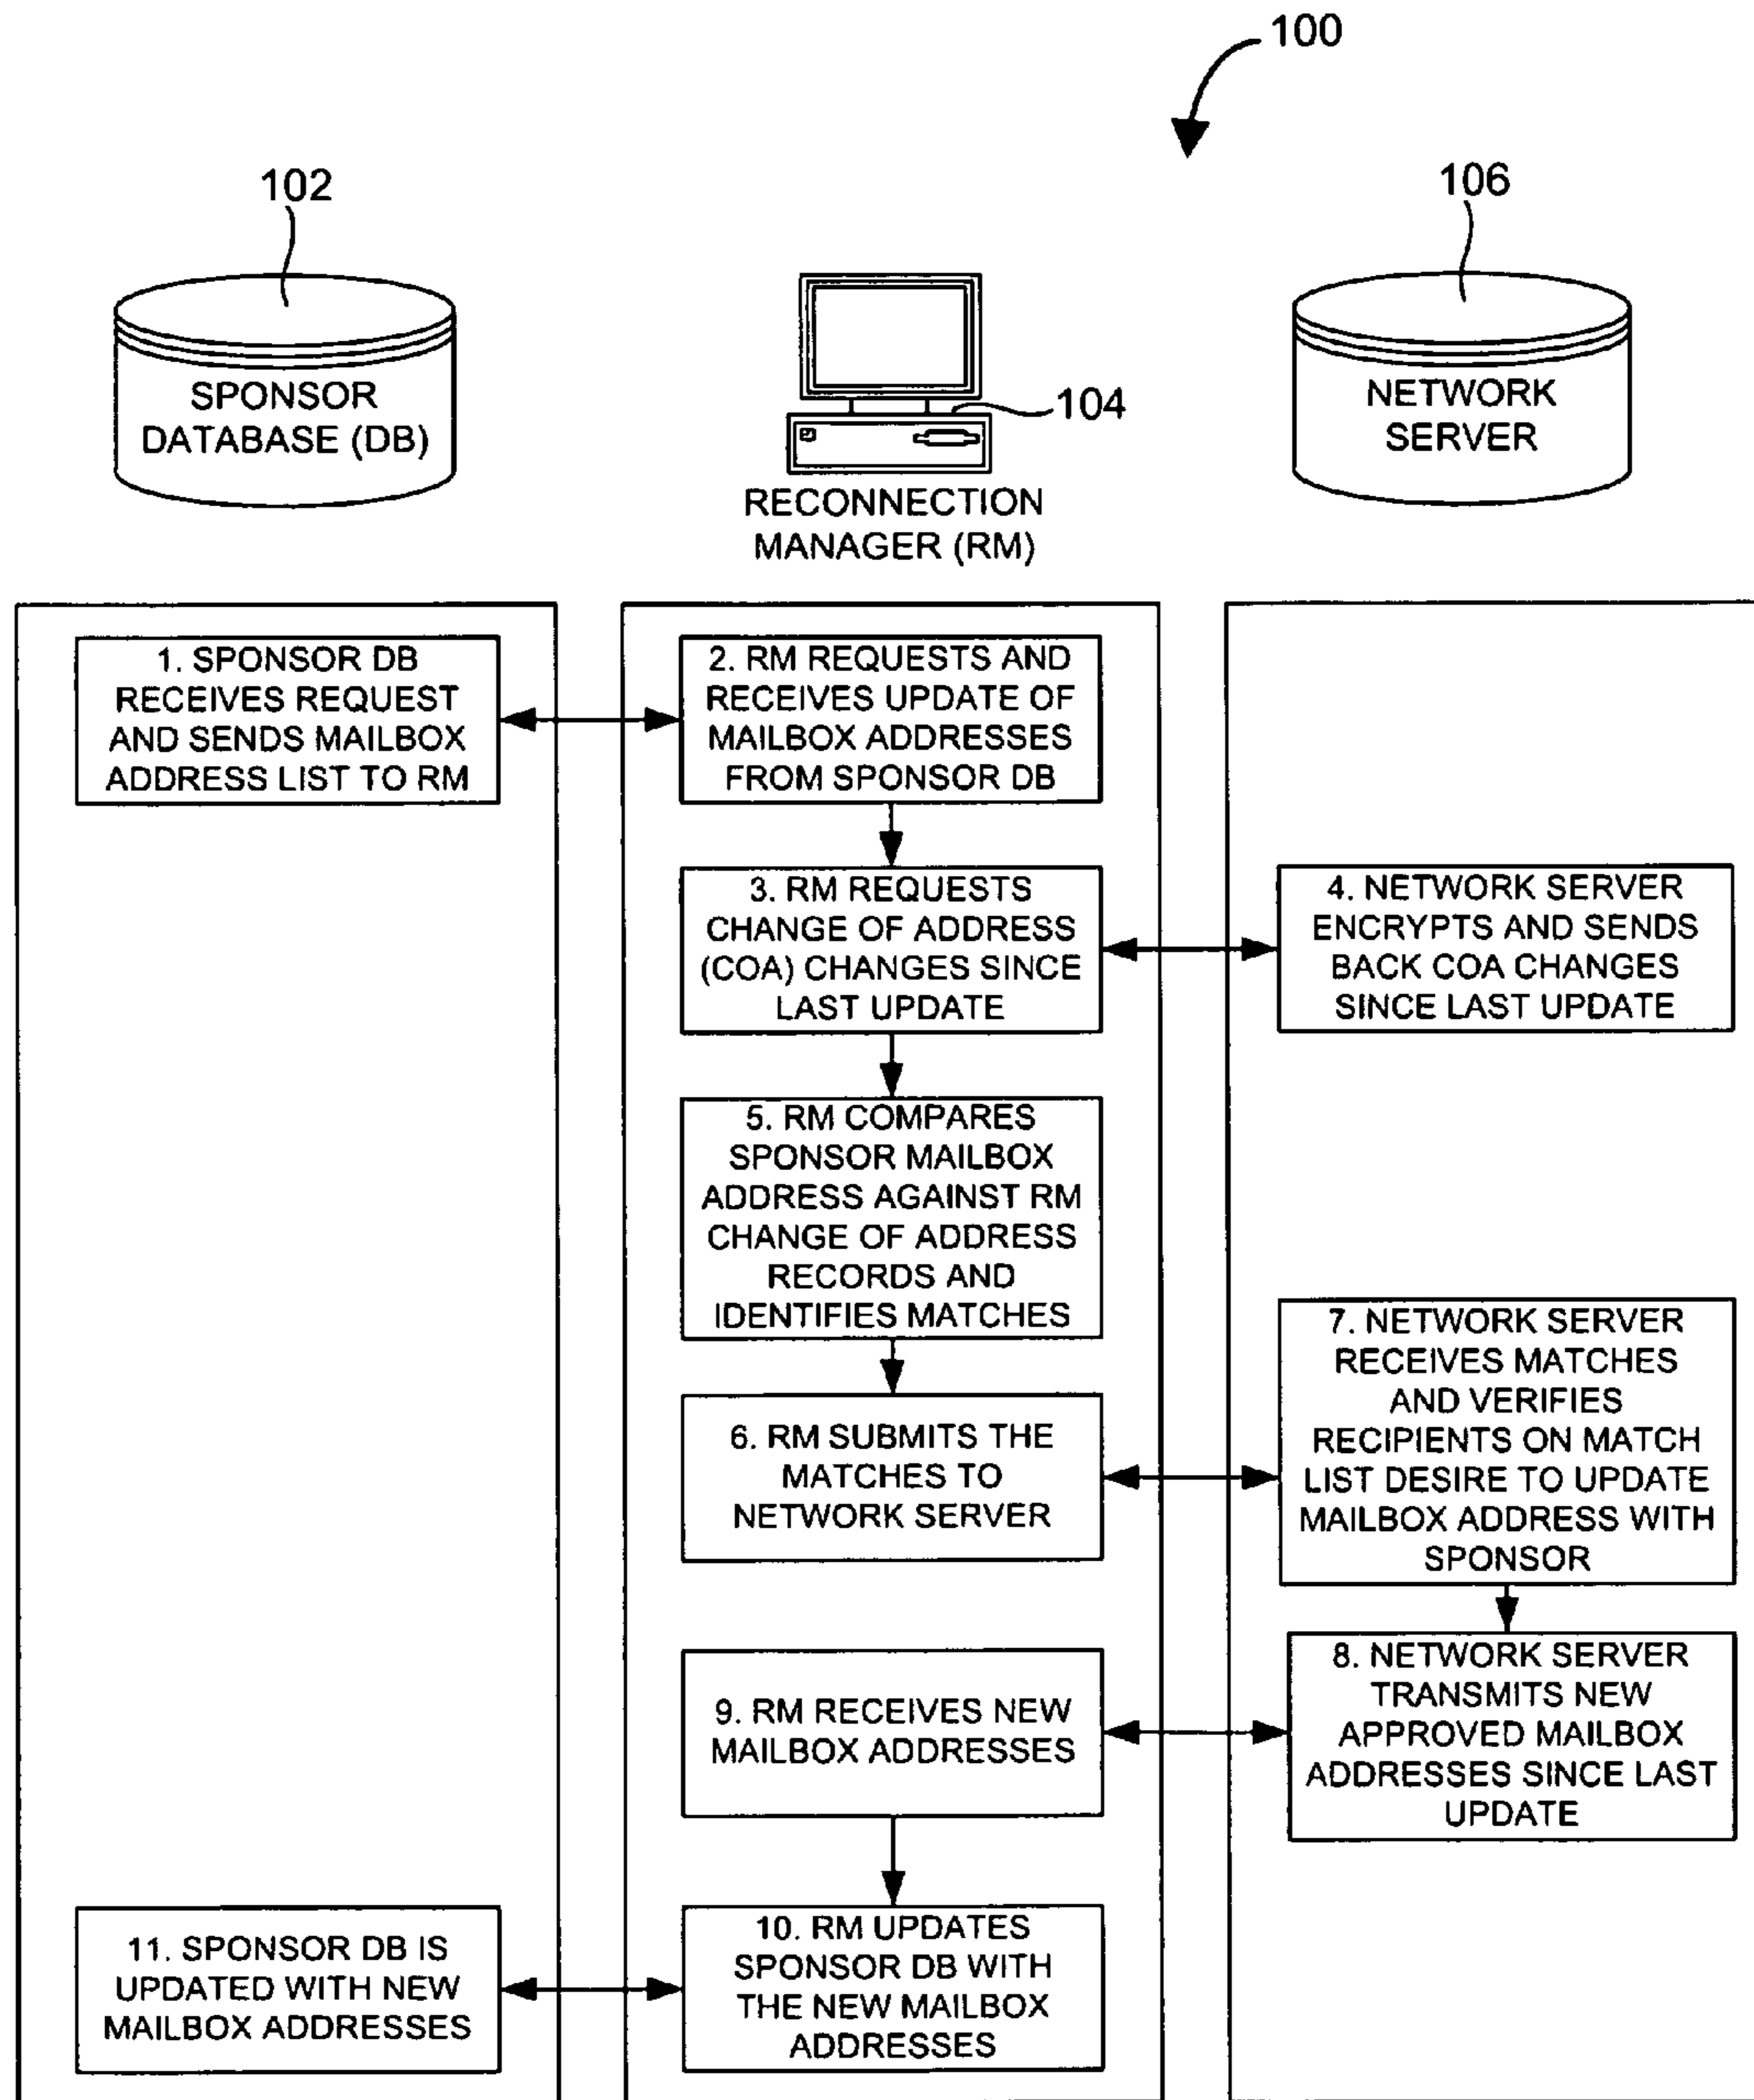 100
102
106
SPONSOR
DATABASE (DB)
104
NETWORK
SERVER
RECONNECTION
MANAGER (RM)
1. SPONSOR DB
RECEIVES REQUEST
AND SENDS MAILBOX
ADDRESS LIST TO RM
2. RM REQUESTS AND
RECEIVES UPDATE OF
MAILBOX ADDRESSES
FROM SPONSOR DB
3. RM REQUESTS
CHANGE OF ADDRESS
(COA) CHANGES SINCE
LAST UPDATE
4. NETWORK SERVER
ENCRYPTS AND SENDS
BACK COA CHANGES
SINCE LAST UPDATE
5. RM COMPARES
SPONSOR MAILBOX
ADDRESS AGAINST RM
CHANGE OF ADDRESS
RECORDS AND
IDENTIFIES MATCHES
6. RM SUBMITS THE
MATCHES TO
NETWORK SERVER
7. NETWORK SERVER
RECEIVES MATCHES
AND VERIFIES
RECIPIENTS ON MATCH
LIST DESIRE TO UPDATE
MAILBOX ADDRESS WITH
SPONSOR
8. NETWORK SERVER
TRANSMITS NEW
APPROVED MAILBOX
ADDRESSES SINCE LAST
UPDATE
9. RM RECEIVES NEW
MAILBOX ADDRESSES
10. RM UPDATES
SPONSOR DB WITH
THE NEW MAILBOX
ADDRESSES
11. SPONSOR DB IS
UPDATED WITH NEW
MAILBOX ADDRESSES